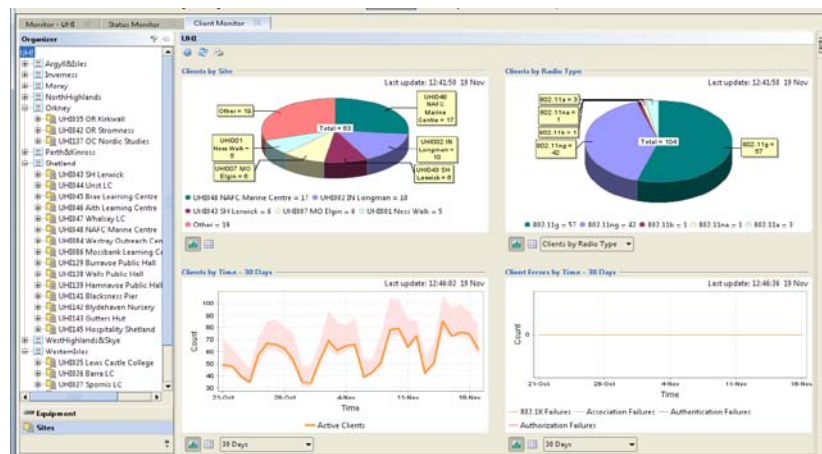 Monitor - UHI
Status Monitor
Client Monitor
Organizer
UHI
UHI
Argyll&Isles
Inverness
Moray
NorthHighlands
Orkney
UHI035 OR Kirkwall
UHI042 OR Stromness
UHI137 OC Nordic Studies
Perth&Kinross
Shetland
UHI043 SH Lerwick
UHI044 Unst LC
UHI045 Brae Learning Centre
UHI046 Aith Learning Centre
UHI047 Whalsay LC
UHI048 NAFC Marine Centre
UHI084 Westray Outreach Cen
UHI086 Mossbank Learning Ce
UHI129 Burravoe Public Hall
UHI138 Walls Public Hall
UHI139 Hamnavoe Public Hall
UHI141 Blacksness Pier
UHI142 Blydehaven Nursery
UHI143 Gutters Hut
UHI145 Hospitality Shetland
WestHighlands&Skye
WesternIsles
UHI025 Lews Castle College
UHI026 Barra LC
UHI027 Sponnis LC
Equipment
Sites
Clients by Site
Last update: 12:41:50 19 Nov
Other = 19
UHI048 NAFC Marine Centre = 17
Total = 63
UHI001 Ness Walk = 5
UHI002 IN Longman = 10
UHI007 MO Elgin = 6
UHI043 SH Lerwick = 6
UHI048 NAFC Marine Centre = 17 UHI002 IN Longman = 10
UHI043 SH Lerwick = 6 UHI007 MO Elgin = 6 UHI001 Ness Walk = 5
Other = 19
Clients by Radio Type
Last update: 12:41:50 19 Nov
802.11a = 3
802.11na = 1
802.11b = 1
802.11ng = 42
Total = 104
802.11g = 57
802.11g = 57 802.11ng = 42 802.11b = 1 802.11na = 1 802.11a = 3
Clients by Radio Type
Clients by Time - 30 Days
Last update: 12:46:02 19 Nov
Count
100
90
80
70
60
50
40
30
21-Oct 28-Oct 4-Nov 11-Nov 18-Nov
Time
Active Clients
30 Days
Client Errors by Time - 30 Days
Last update: 12:46:36 19 Nov
Count
0
21-Oct 28-Oct 4-Nov 11-Nov 18-Nov
Time
802.1X Failures Association Failures Authentication Failures
Authorization Failures
30 Days